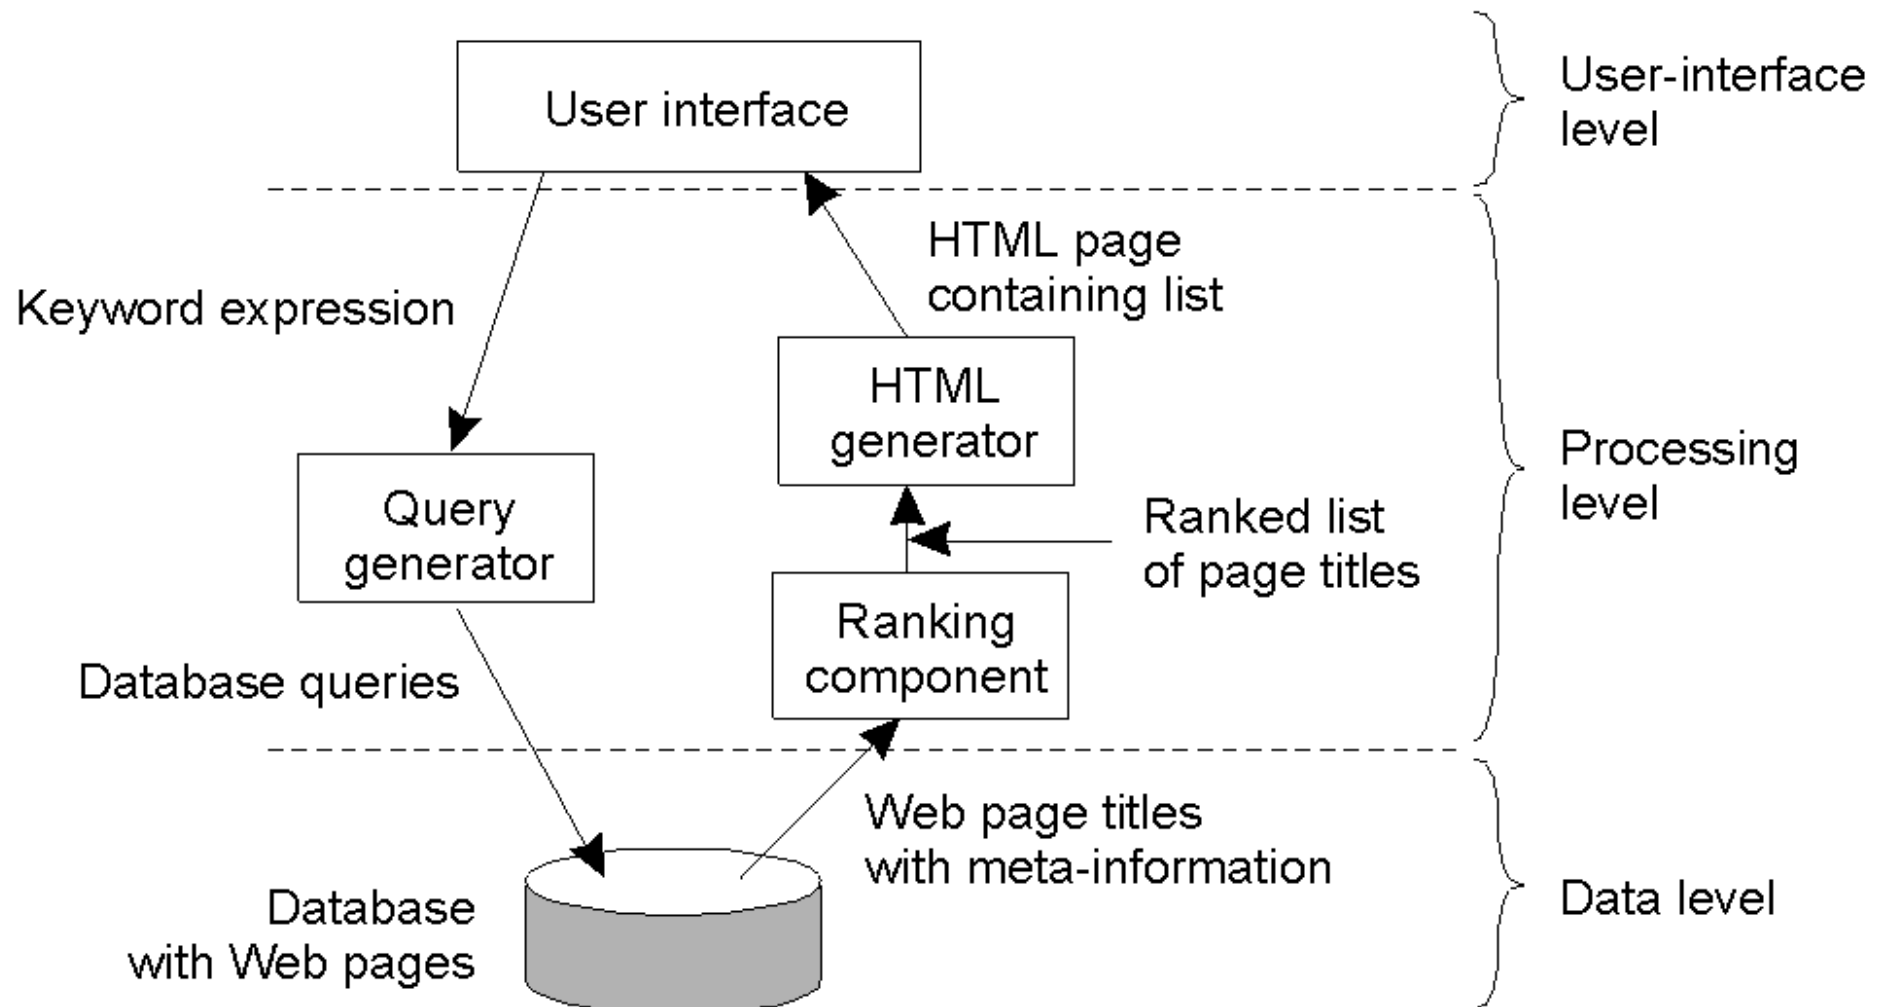 User interface
User-interface
level
HTML page
containing list
Keyword expression
HTML
generator
Processing
level
Query
generator
Ranked list
of page titles
Ranking
component
Database queries
Web page titles
with meta-information
Database
with Web pages
Data level